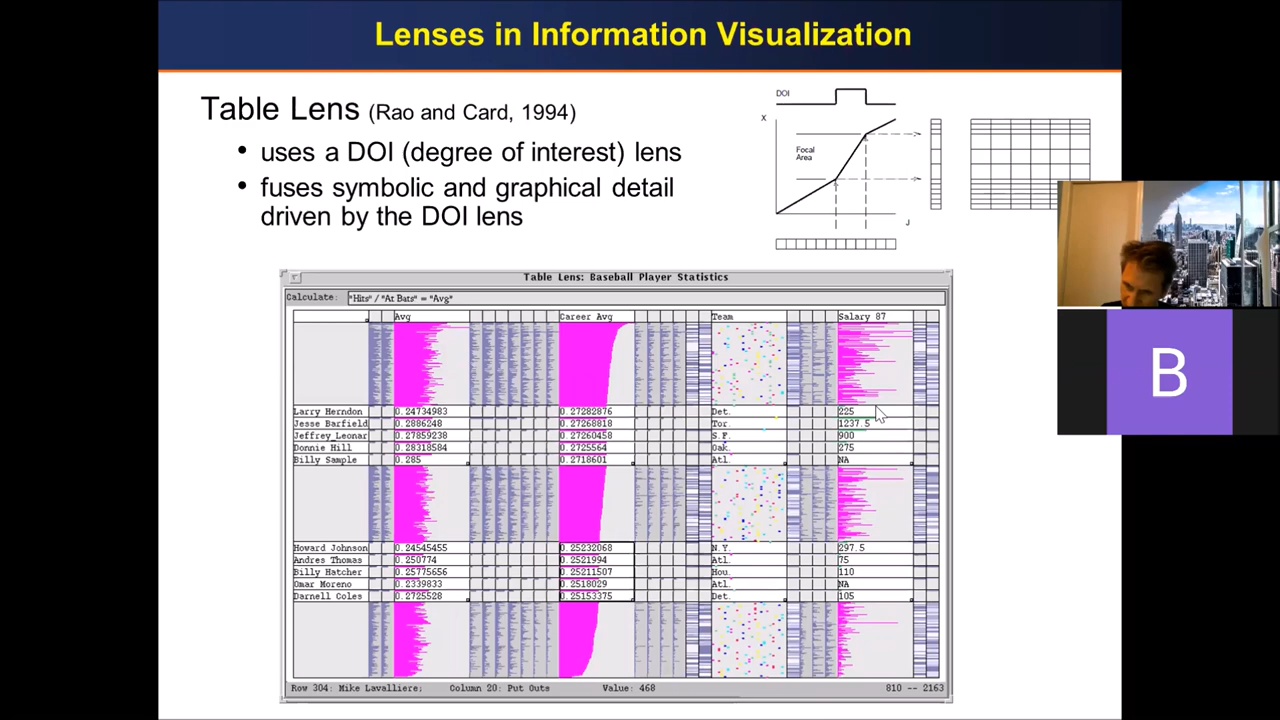 Lenses in Information Visualization
Table Lens (Rao and Card, 1994)
• uses a DOI (degree of interest) lens
• fuses symbolic and graphical detail
driven by the DOI lens
DOI
X
Focal
Area
J
B
Table Lens: Baseball Player Statistics
Calculate: "Hits" / "At Bats" = "Avg"
Avg Career Avg Team Salary 87
Larry Herndon 0.24734983 0.27282876 Det. 225
Jesse Barfield 0.2886248 0.27268818 Tor. 1237.5
Jeffrey Leonar 0.27859238 0.27260458 S.F. 900
Donnie Hill 0.28318584 0.2725564 Oak. 275
Billy Sample 0.285 0.2718601 Atl. NA
Howard Johnson 0.24545455 0.25232068 N.Y. 297.5
Andres Thomas 0.250774 0.2521994 Atl. 75
Billy Hatcher 0.25775656 0.25211507 Hou. 110
Omar Moreno 0.2339833 0.2518029 Atl. NA
Darnell Coles 0.2725528 0.25153375 Det. 105
Row 304: Mike Lavalliere; Column 20: Put Outs Value: 468 810 -- 2163